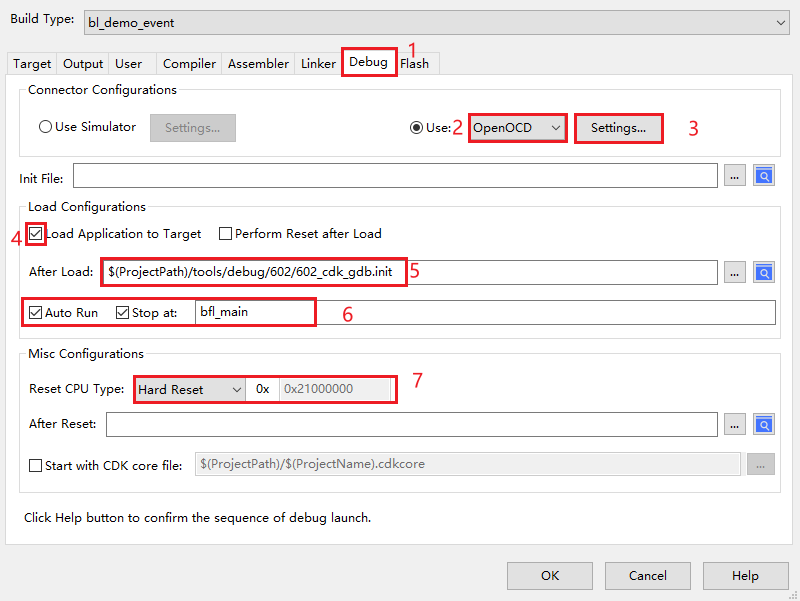 Build Type: bl_demo_event
1
Target Output User Compiler Assembler Linker Debug Flash
Connector Configurations
Use Simulator Settings... Use: 2 OpenOCD Settings... 3
Init File: ...
Load Configurations
4 Load Application to Target Perform Reset after Load
After Load: $(ProjectPath)/tools/debug/602/602_cdk_gdb.init 5 ...
Auto Run Stop at: bfl_main 6
Misc Configurations
Reset CPU Type: Hard Reset 0x 0x21000000 7
After Reset: ...
Start with CDK core file: $(ProjectPath)/$(ProjectName).cdkcore ...
Click Help button to confirm the sequence of debug launch.
OK Cancel Help